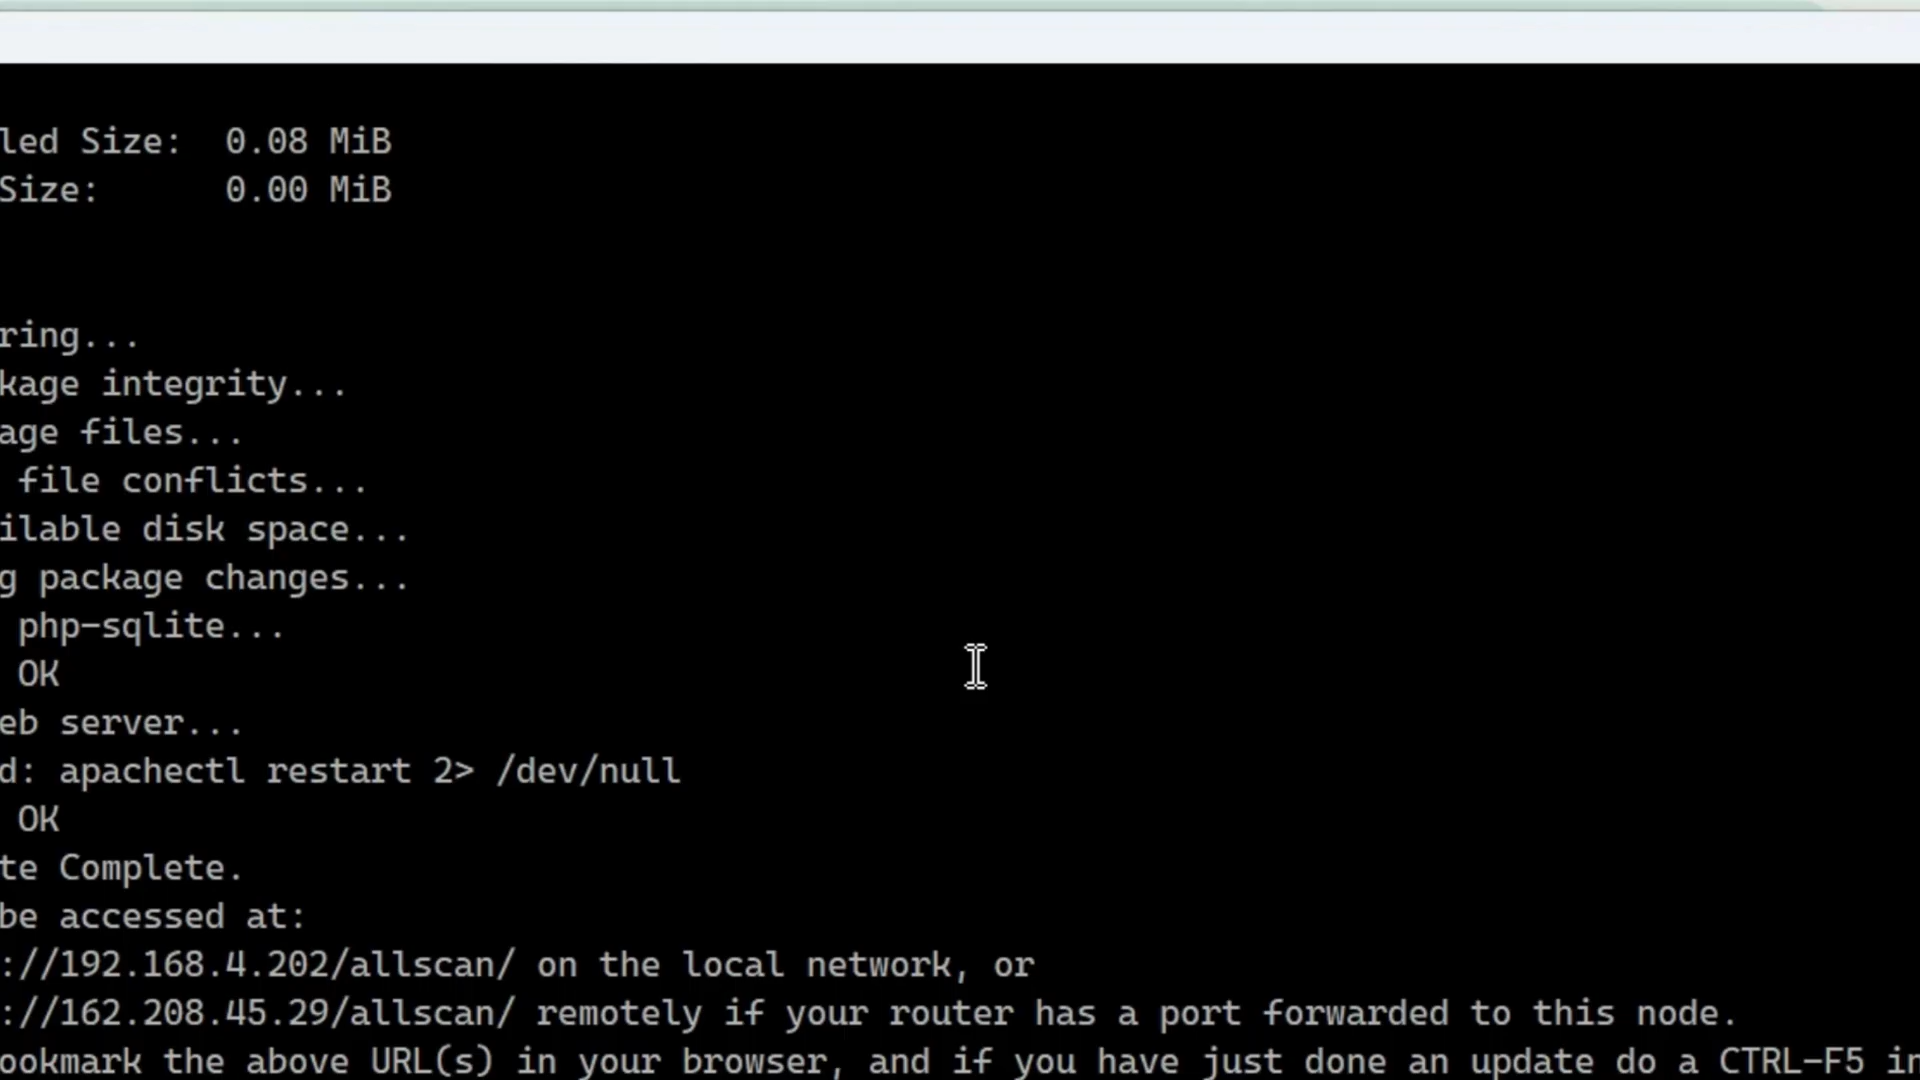 led Size:  0.08 MiB
Size:      0.00 MiB
ring...
kage integrity...
age files...
file conflicts...
ilable disk space...
g package changes...
php-sqlite...
OK
eb server...
d: apachectl restart 2> /dev/null
OK
te Complete.
be accessed at:
://192.168.4.202/allscan/ on the local network, or
://162.208.45.29/allscan/ remotely if your router has a port forwarded to this node.
ookmark the above URL(s) in your browser, and if you have just done an update do a CTRL-F5 in